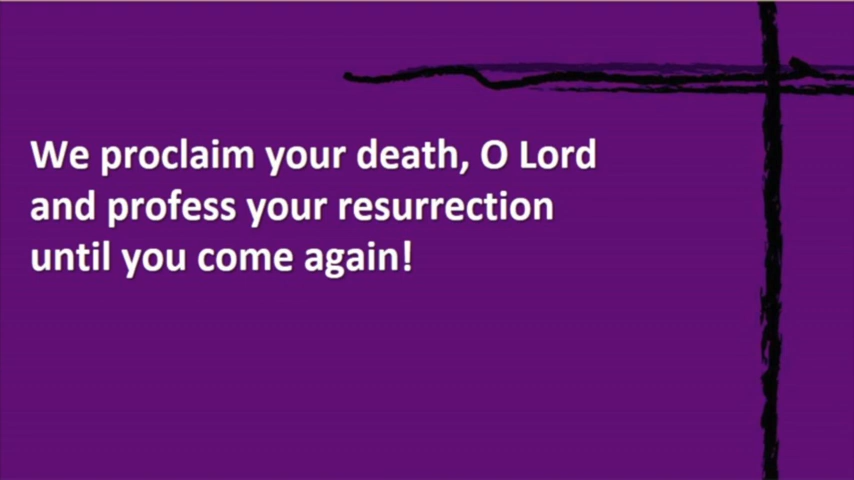 We proclaim your death, O Lord
and profess your resurrection
until you come again!